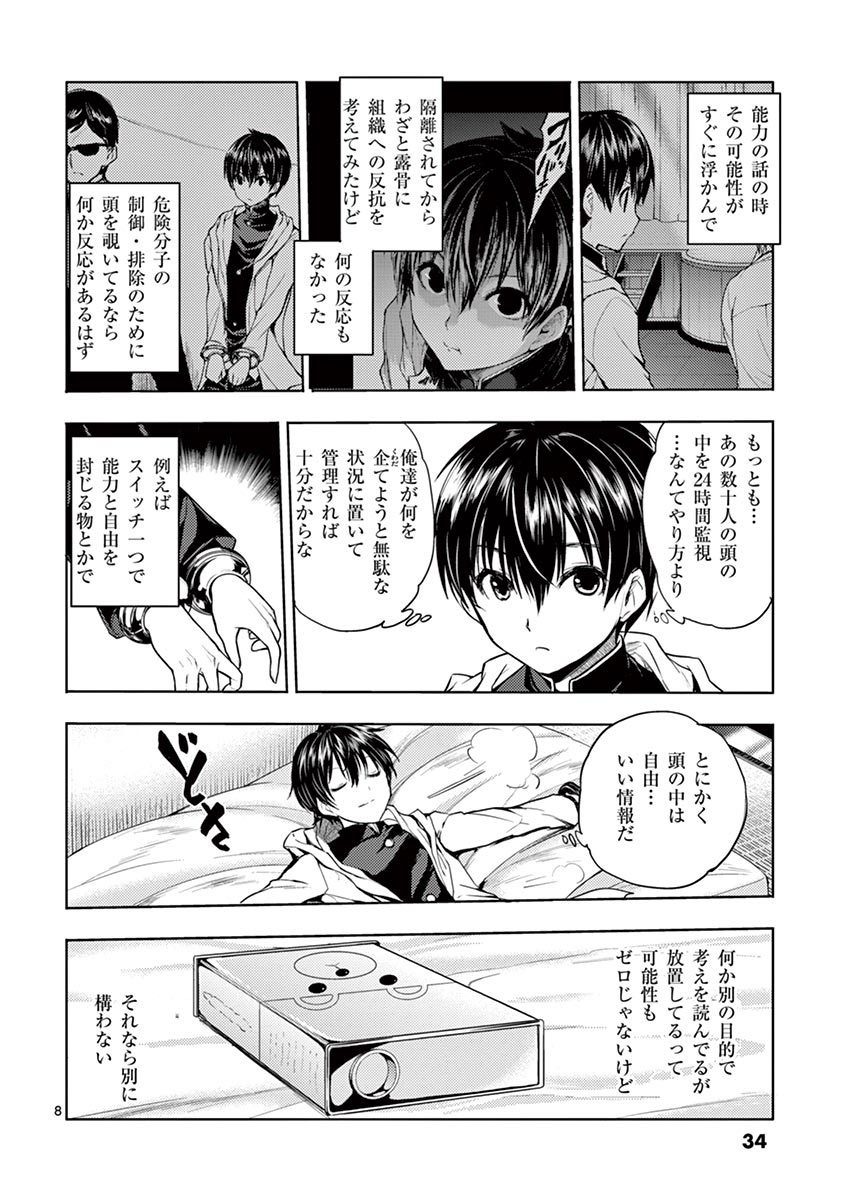 能力の話の時
その可能性が
すぐに浮かんで
ざわ
隔離されてから
わざと露骨に
組織への反抗を
考えてみたけど
何の反応も
なかった
危険分子の
制御・排除のために
頭を覗いてるなら
何か反応があるはず
もっとも…
あの数十人の頭の
中を24時間監視
…なんてやり方より
俺達が何を
企てようと無駄な
くわだ
状況に置いて
管理すれば
十分だからな
例えば
スイッチ一つで
能力と自由を
封じる物とかで
とにかく
頭の中は
自由…
いい情報だ
どさっ
何か別の目的で
考えを読んでるが
放置してるって
可能性も
ゼロじゃないけど
それなら別に
構わない
8
34